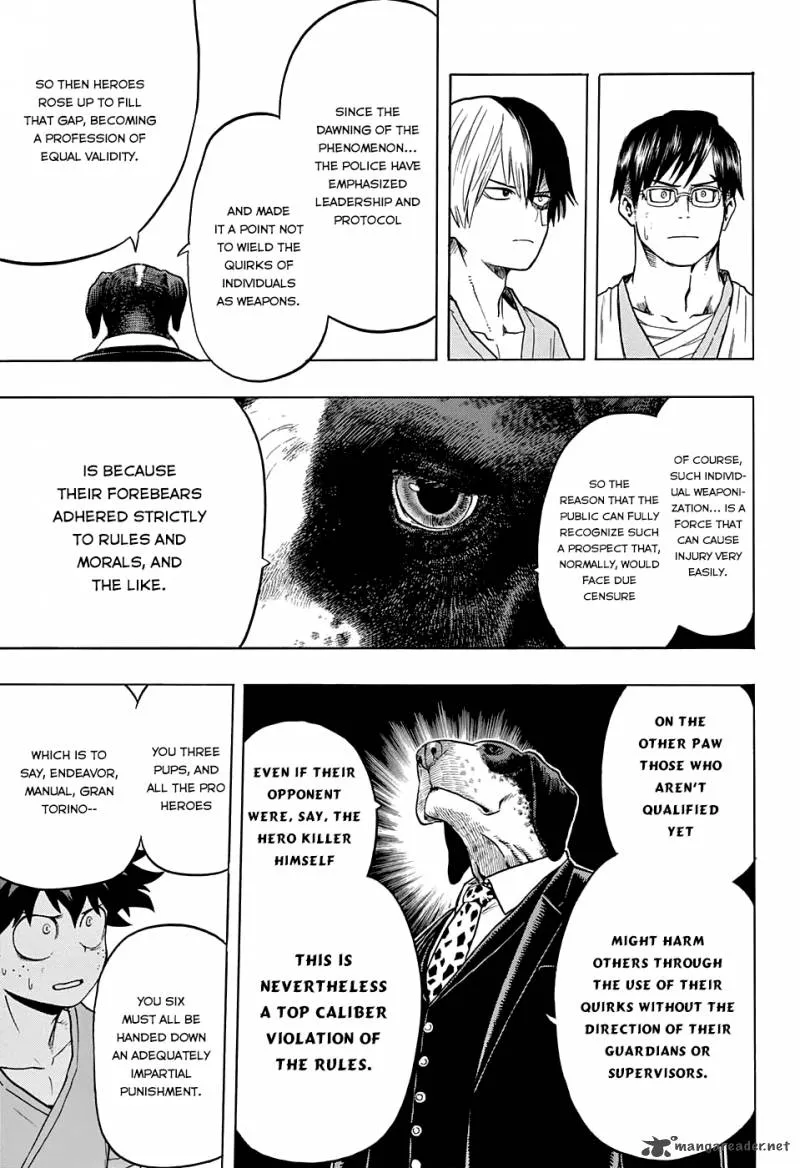 SINCE THE
DAWNING OF THE
PHENOMENON...
THE POLICE HAVE
EMPHASIZED
LEADERSHIP AND
PROTOCOL
AND MADE
IT A POINT NOT
TO WIELD THE
QUIRKS OF
INDIVIDUALS
AS WEAPONS.
SO THEN HEROES
ROSE UP TO FILL
THAT GAP, BECOMING
A PROFESSION OF
EQUAL VALIDITY.
OF COURSE,
SUCH INDIVID-
UAL WEAPONI-
ZATION... IS A
FORCE THAT
CAN CAUSE
INJURY VERY
EASILY.
SO THE
REASON THAT THE
PUBLIC CAN FULLY
RECOGNIZE SUCH
A PROSPECT THAT,
NORMALLY, WOULD
FACE DUE
CENSURE
IS BECAUSE
THEIR FOREBEARS
ADHERED STRICTLY
TO RULES AND
MORALS, AND
THE LIKE.
ON THE
OTHER PAW
THOSE WHO
AREN'T
QUALIFIED
YET
MIGHT HARM
OTHERS THROUGH
THE USE OF THEIR
QUIRKS WITHOUT THE
DIRECTION OF THEIR
GUARDIANS OR
SUPERVISORS.
EVEN IF THEIR
OPPONENT
WERE, SAY, THE
HERO KILLER
HIMSELF
THIS IS
NEVERTHELESS
A TOP CALIBER
VIOLATION OF
THE RULES.
YOU THREE
PUPS, AND
ALL THE PRO
HEROES
WHICH IS TO
SAY, ENDEAVOR,
MANUAL, GRAN
TORINO--
YOU SIX
MUST ALL BE
HANDED DOWN
AN ADEQUATELY
IMPARTIAL
PUNISHMENT.
mangareader.net